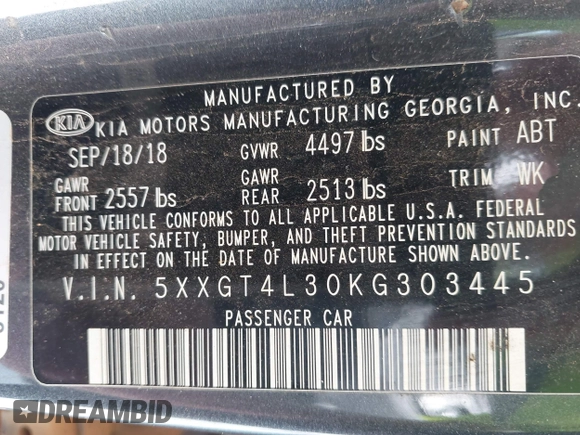 MANUFACTURED BY
KIA KIA MOTORS MANUFACTURING GEORGIA, INC.
SEP/18/18 GVWR 4497 lbs PAINT ABT
GAWR FRONT 2557 lbs GAWR REAR 2513 lbs TRIM WK
THIS VEHICLE CONFORMS TO ALL APPLICABLE U.S.A. FEDERAL
MOTOR VEHICLE SAFETY, BUMPER, AND THEFT PREVENTION STANDARDS
IN EFFECT ON THE DATE OF MANUFACTURE SHOWN ABOVE.
V.I.N. 5XXGT4L30KG303445
PASSENGER CAR
DREAMBID